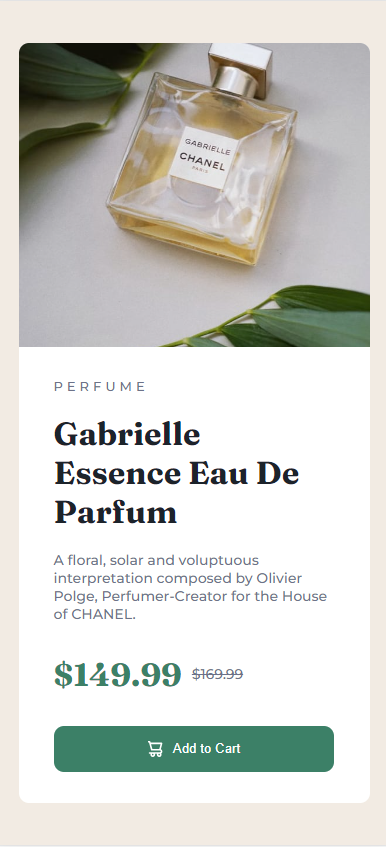 GABRIELLE
CHANEL
PARIS
PERFUME
Gabrielle
Essence Eau De
Parfum
A floral, solar and voluptuous
interpretation composed by Olivier
Polge, Perfumer-Creator for the House
of CHANEL.
$149.99 $169.99
Add to Cart